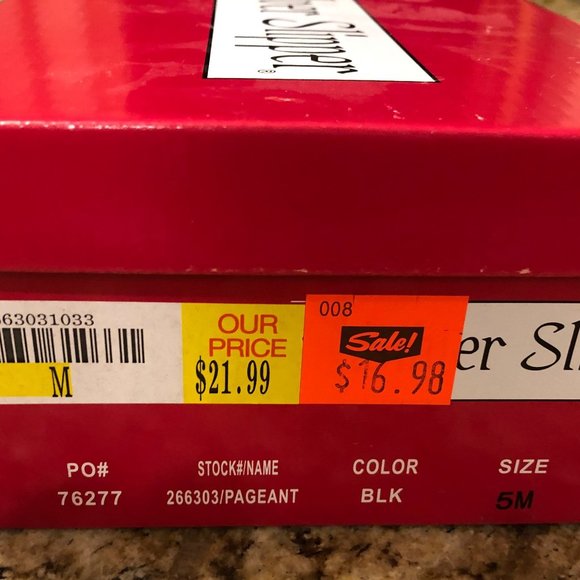 Slipper
®
63031033
M
OUR
PRICE
$21.99
008
Sale!
$16.98
er Sli
PO#
76277
STOCK#/NAME
266303/PAGEANT
COLOR
BLK
SIZE
5M